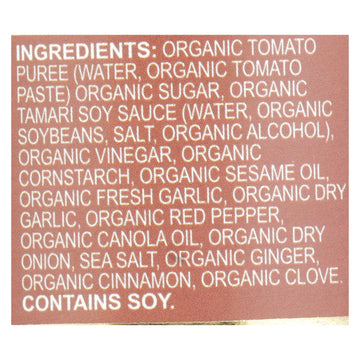 INGREDIENTS: ORGANIC TOMATO
PUREE (WATER, ORGANIC TOMATO
PASTE) ORGANIC SUGAR, ORGANIC
TAMARI SOY SAUCE (WATER, ORGANIC
SOYBEANS, SALT, ORGANIC ALCOHOL),
ORGANIC VINEGAR, ORGANIC
CORNSTARCH, ORGANIC SESAME OIL,
ORGANIC FRESH GARLIC, ORGANIC DRY
GARLIC, ORGANIC RED PEPPER,
ORGANIC CANOLA OIL, ORGANIC DRY
ONION, SEA SALT, ORGANIC GINGER,
ORGANIC CINNAMON, ORGANIC CLOVE.
CONTAINS SOY.